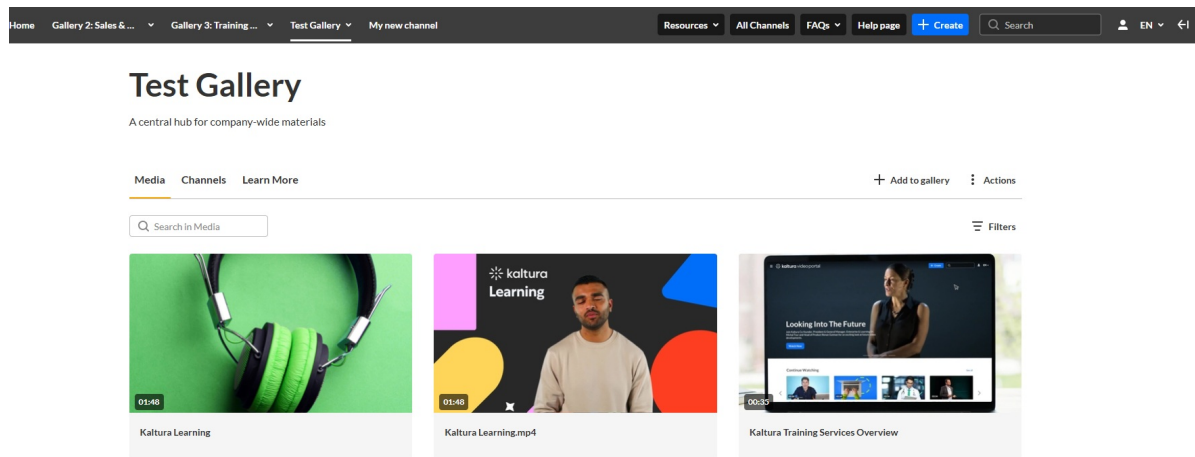 Home Gallery 2: Sales & ... Gallery 3: Training ... Test Gallery My new channel Resources All Channels FAQs Help page + Create Search EN
Test Gallery
A central hub for company-wide materials
Media Channels Learn More + Add to gallery Actions
Search in Media Filters
kaltura
Learning
Looking Into The Future
Continue Watching
01:48 01:48 00:35
Kaltura Learning Kaltura Learning.mp4 Kaltura Training Services Overview